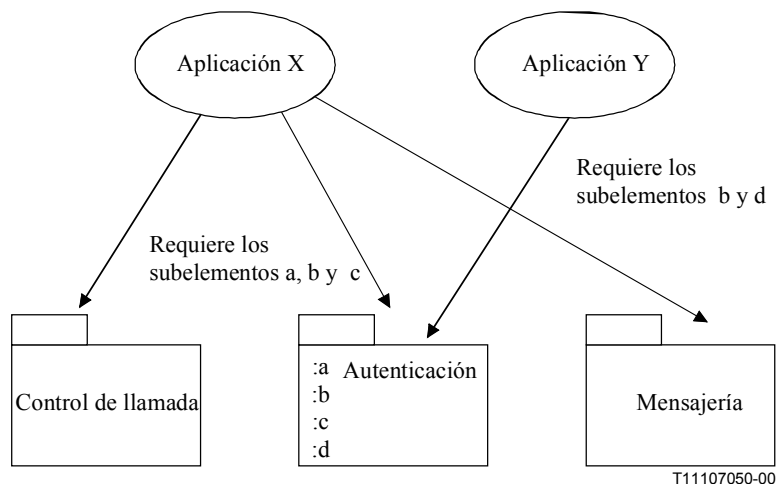 Aplicación X
Aplicación Y
Requiere los
subelementos b y d
Requiere los
subelementos a, b y c
Control de llamada
:a
Autenticación
:b
:c
:d
Mensajería
T11107050-00